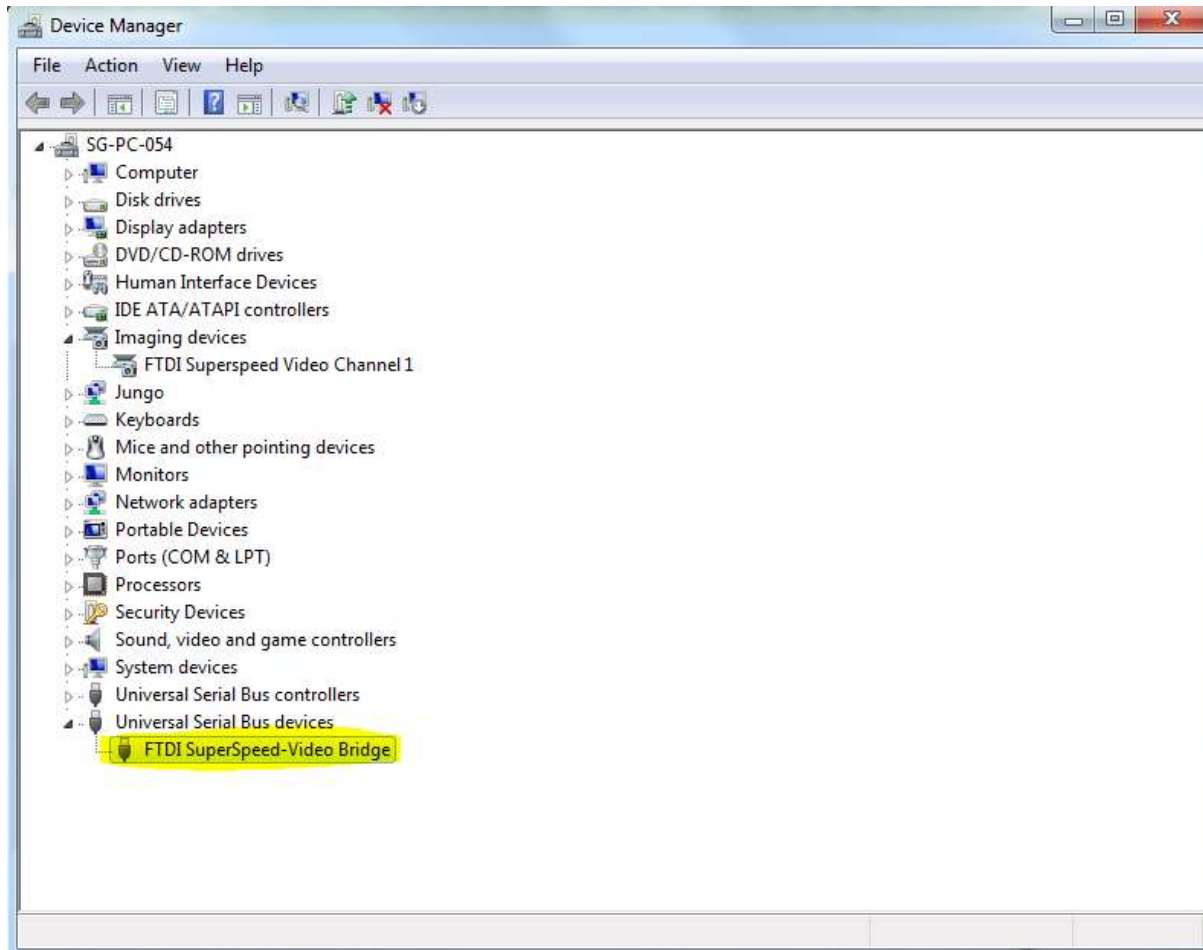 Device Manager
File Action View Help
SG-PC-054
Computer
Disk drives
Display adapters
DVD/CD-ROM drives
Human Interface Devices
IDE ATA/ATAPI controllers
Imaging devices
FTDI Superspeed Video Channel 1
Jungo
Keyboards
Mice and other pointing devices
Monitors
Network adapters
Portable Devices
Ports (COM & LPT)
Processors
Security Devices
Sound, video and game controllers
System devices
Universal Serial Bus controllers
Universal Serial Bus devices
FTDI SuperSpeed-Video Bridge